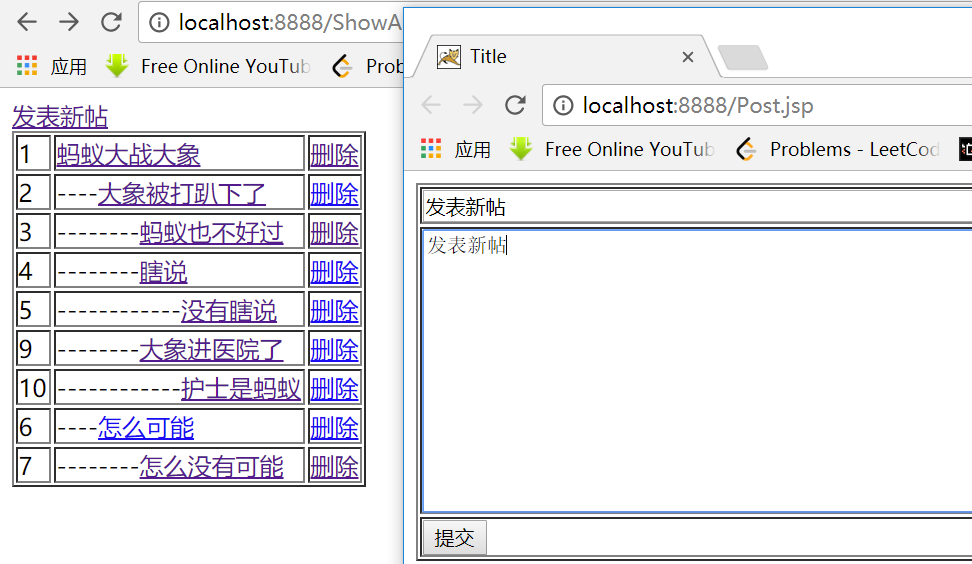 localhost:8888/ShowA
应用 Free Online YouTub Prob
发表新帖
1 蚂蚁大战大象 删除
2 ----大象被打趴下了 删除
3 --------蚂蚁也不好过 删除
4 --------瞎说 删除
5 ------------没有瞎说 删除
9 --------大象进医院了 删除
10 ------------护士是蚂蚁 删除
6 ----怎么可能 删除
7 --------怎么没有可能 删除
Title
localhost:8888/Post.jsp
应用 Free Online YouTub Problems - LeetCod
发表新帖
发表新帖
提交